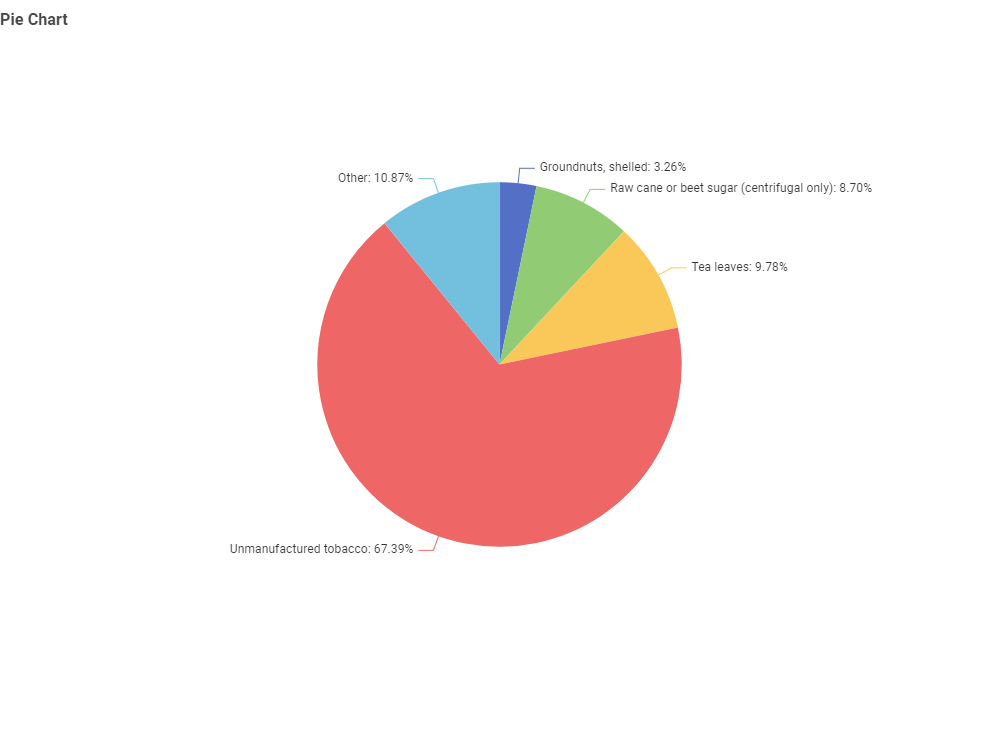 Pie Chart
Groundnuts, shelled: 3.26%
Other: 10.87%
Raw cane or beet sugar (centrifugal only): 8.70%
Tea leaves: 9.78%
Unmanufactured tobacco: 67.39%